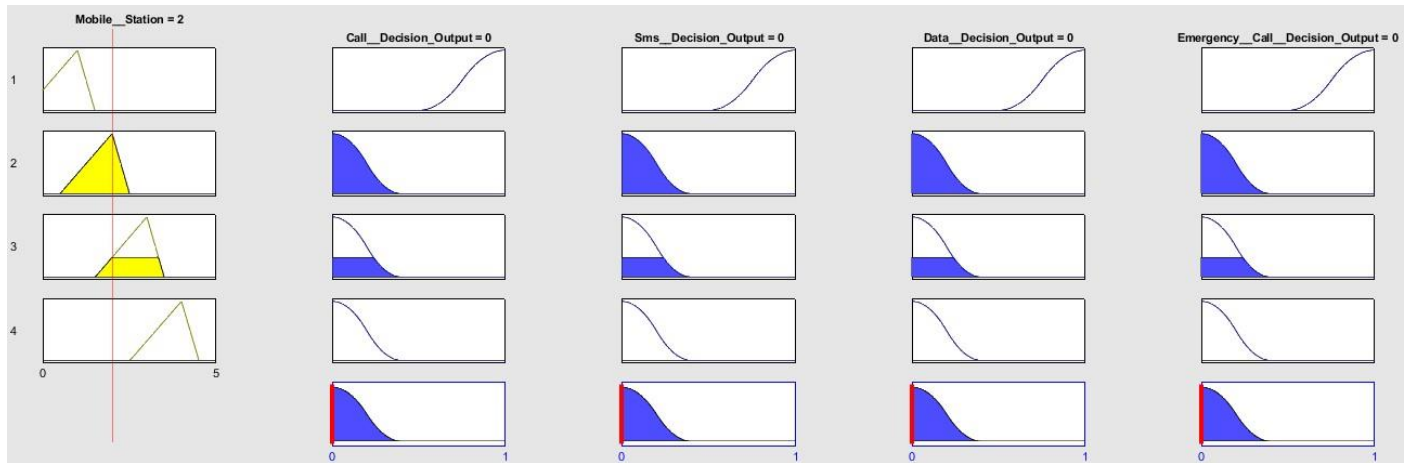 Mobile__Station = 2
Call__Decision_Output = 0
Sms__Decision_Output = 0
Data__Decision_Output = 0
Emergency__Call__Decision_Output = 0
1
2
3
4
0 5
0 1 0 1 0 1 0 1